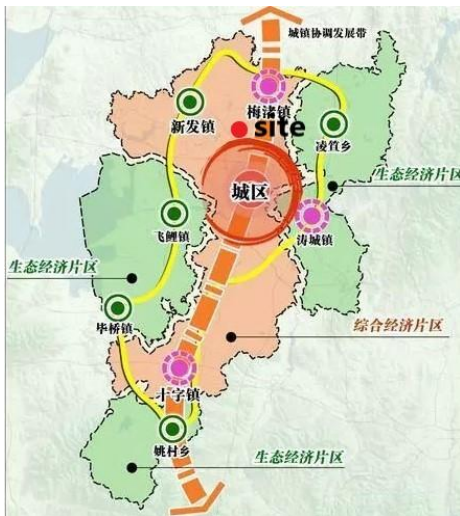 城镇协调发展带
梅渚镇
新发镇
site
凌笪乡
生态经济片区
城区
飞鲤镇
涛城镇
生态经济片区
毕桥镇
综合经济片区
十字镇
姚村乡
生态经济片区